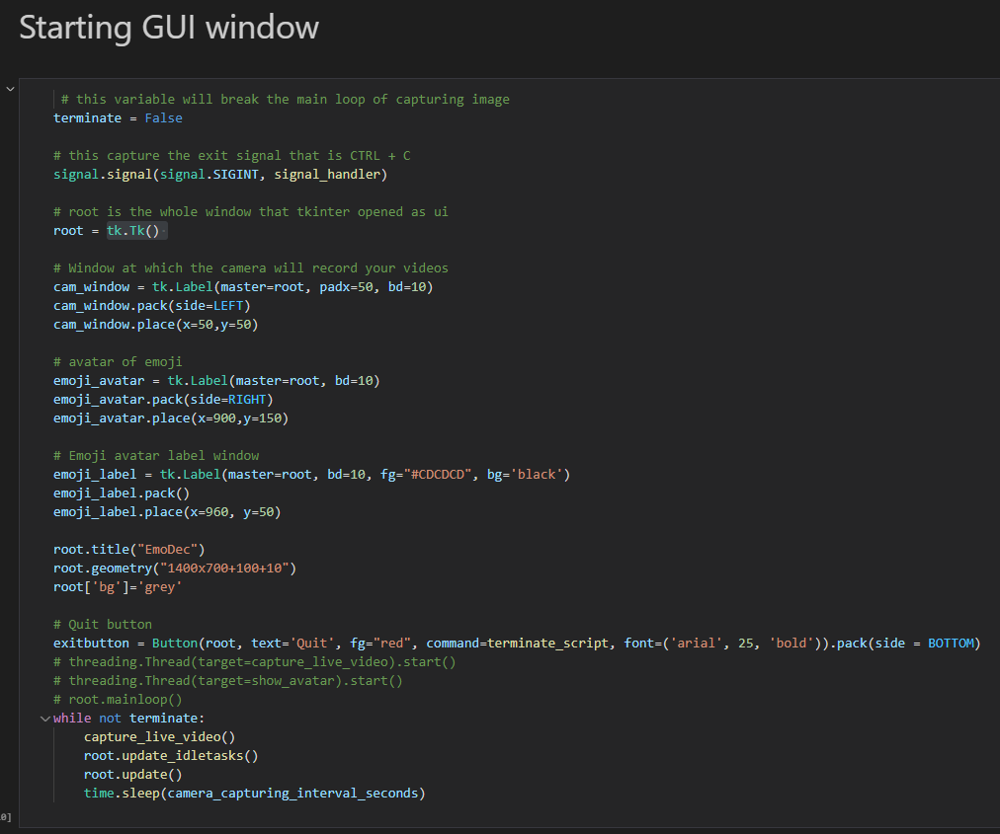 Starting GUI window
# this variable will break the main loop of capturing image
terminate = False
# this capture the exit signal that is CTRL + C
signal.signal(signal.SIGINT, signal_handler)
# root is the whole window that tkinter opened as ui
root = tk.Tk()
# Window at which the camera will record your videos
cam_window = tk.Label(master=root, padx=50, bd=10)
cam_window.pack(side=LEFT)
cam_window.place(x=50,y=50)
# avatar of emoji
emoji_avatar = tk.Label(master=root, bd=10)
emoji_avatar.pack(side=RIGHT)
emoji_avatar.place(x=900,y=150)
# Emoji avatar label window
emoji_label = tk.Label(master=root, bd=10, fg="#CDCDCD", bg='black')
emoji_label.pack()
emoji_label.place(x=960, y=50)
root.title("EmoDec")
root.geometry("1400x700+100+10")
root['bg']='grey'
# Quit button
exitbutton = Button(root, text='Quit', fg="red", command=terminate_script, font=('arial', 25, 'bold')).pack(side = BOTTOM)
# threading.Thread(target=capture_live_video).start()
# threading.Thread(target=show_avatar).start()
# root.mainloop()
while not terminate:
    capture_live_video()
    root.update_idletasks()
    root.update()
    time.sleep(camera_capturing_interval_seconds)